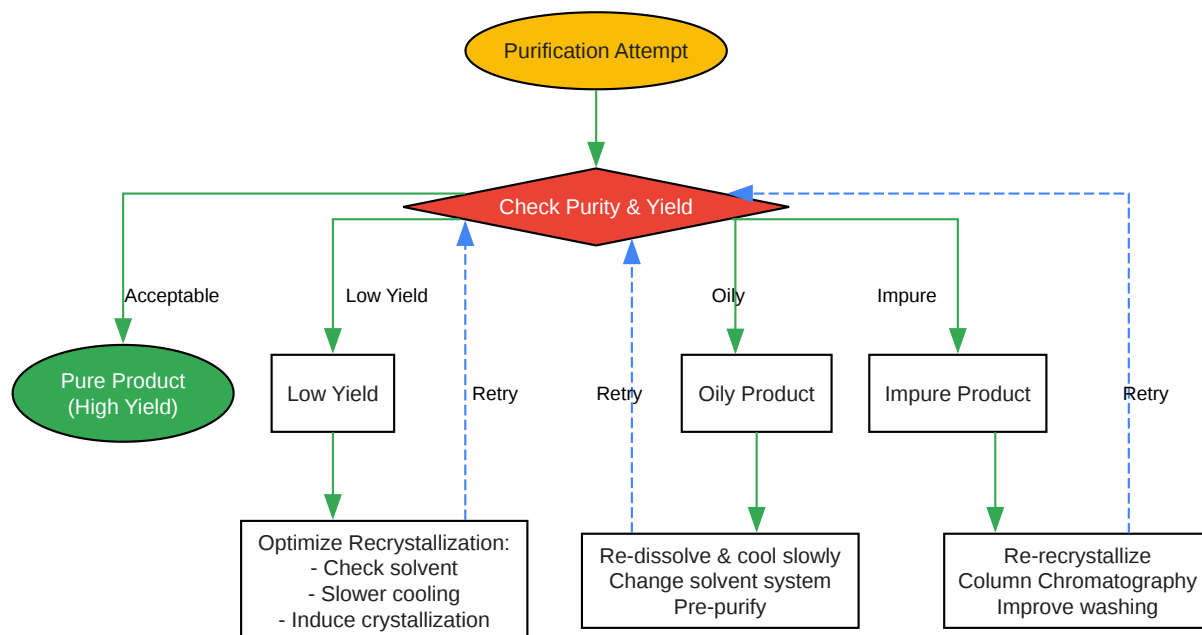 Purification Attempt
Check Purity & Yield
Acceptable
Low Yield
Oily
Impure
Pure Product
(High Yield)
Low Yield
Retry
Retry
Oily Product
Impure Product
Retry
Optimize Recrystallization:
- Check solvent
- Slower cooling
- Induce crystallization
Re-dissolve & cool slowly
Change solvent system
Pre-purify
Re-recrystallize
Column Chromatography
Improve washing